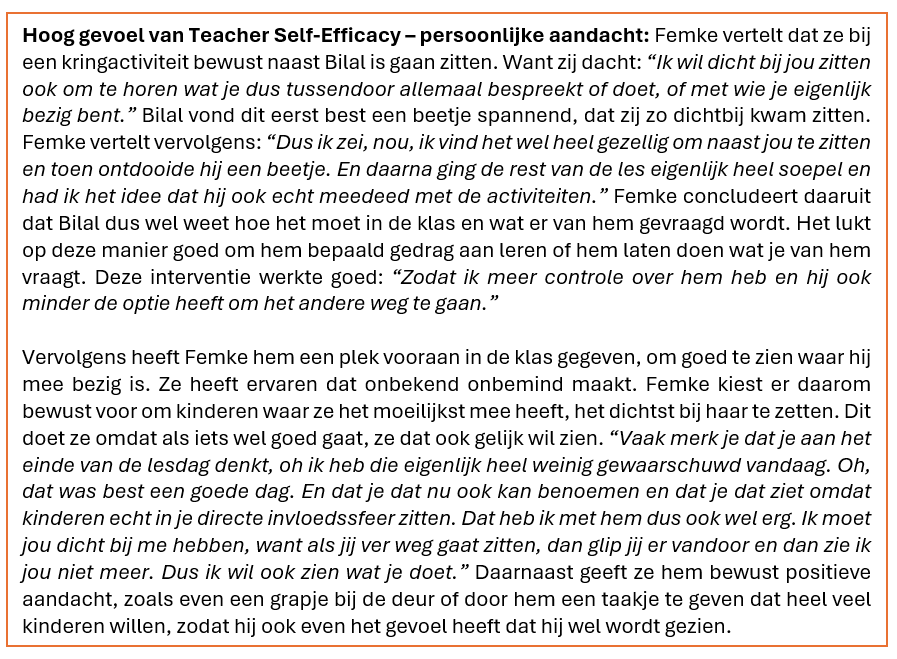 Hoog gevoel van Teacher Self-Efficacy – persoonlijke aandacht: Femke vertelt dat ze bij
een kringactiviteit bewust naast Bilal is gaan zitten. Want zij dacht: “Ik wil dicht bij jou zitten
ook om te horen wat je dus tussendoor allemaal bespreekt of doet, of met wie je eigenlijk
bezig bent.” Bilal vond dit eerst best een beetje spannend, dat zij zo dichtbij kwam zitten.
Femke vertelt vervolgens: “Dus ik zei, nou, ik vind het wel heel gezellig om naast jou te zitten
en toen ontdooide hij een beetje. En daarna ging de rest van de les eigenlijk heel soepel en
had ik het idee dat hij ook echt meedeed met de activiteiten.” Femke concludeert daaruit
dat Bilal dus wel weet hoe het moet in de klas en wat er van hem gevraagd wordt. Het lukt
op deze manier goed om hem bepaald gedrag aan leren of hem laten doen wat je van hem
vraagt. Deze interventie werkte goed: “Zodat ik meer controle over hem heb en hij ook
minder de optie heeft om het andere weg te gaan.”
Vervolgens heeft Femke hem een plek vooraan in de klas gegeven, om goed te zien waar hij
mee bezig is. Ze heeft ervaren dat onbekend onbemind maakt. Femke kiest er daarom
bewust voor om kinderen waar ze het moeilijkst mee heeft, het dichtst bij haar te zetten. Dit
doet ze omdat als iets wel goed gaat, ze dat ook gelijk wil zien. “Vaak merk je dat je aan het
einde van de lesdag denkt, oh ik heb die eigenlijk heel weinig gewaarschuwd vandaag. Oh,
dat was best een goede dag. En dat je dat nu ook kan benoemen en dat je dat ziet omdat
kinderen echt in je directe invloedssfeer zitten. Dat heb ik met hem dus ook wel erg. Ik moet
jou dicht bij me hebben, want als jij ver weg gaat zitten, dan glip jij er vandoor en dan zie ik
jou niet meer. Dus ik wil ook zien wat je doet.” Daarnaast geeft ze hem bewust positieve
aandacht, zoals even een grapje bij de deur of door hem een taakje te geven dat heel veel
kinderen willen, zodat hij ook even het gevoel heeft dat hij wel wordt gezien.